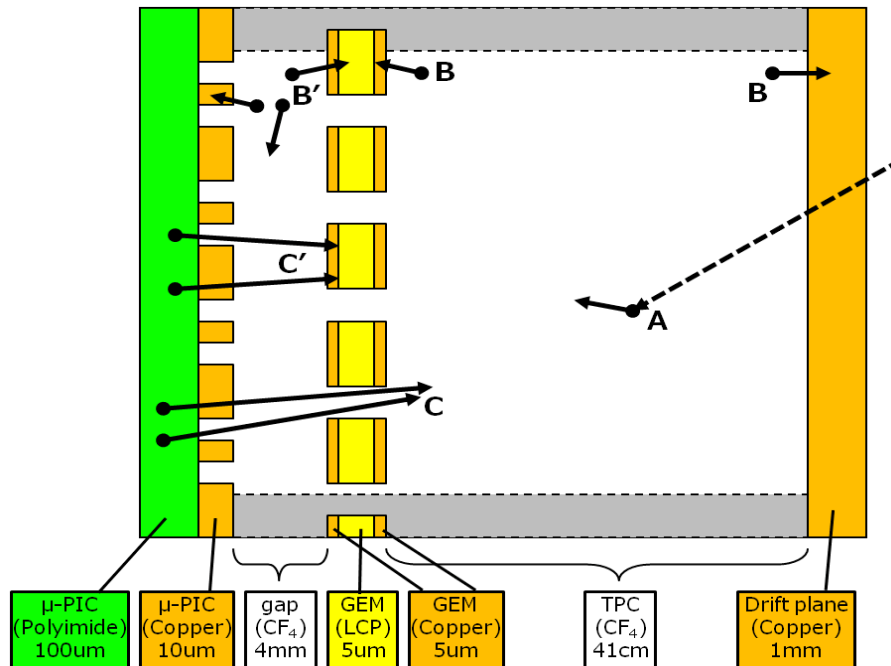 B
B′
B
C′
A
C
μ-PIC
(Polyimide)
100um
μ-PIC
(Copper)
10um
gap
(CF₄)
4mm
GEM
(LCP)
5um
GEM
(Copper)
5um
TPC
(CF₄)
41cm
Drift plane
(Copper)
1mm